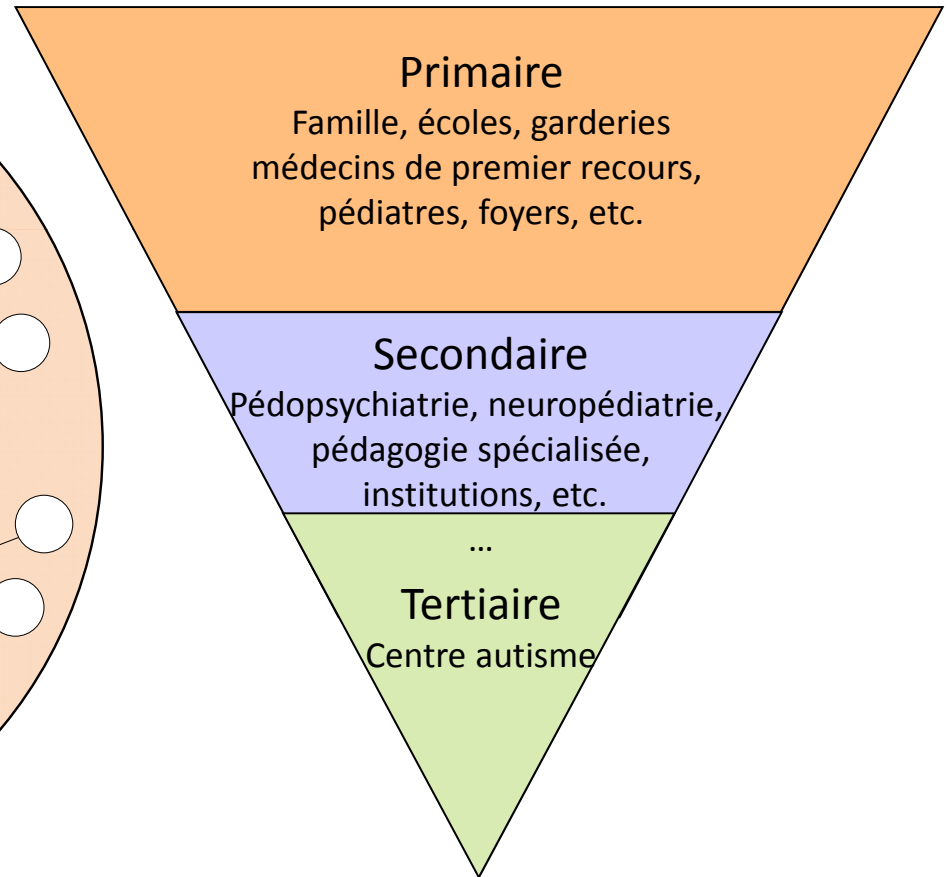 Primaire
Famille, écoles, garderies
médecins de premier recours,
pédiatres, foyers, etc.
Secondaire
Pédopsychiatrie, neuropédiatrie,
pédagogie spécialisée,
institutions, etc.
...
Tertiaire
Centre autisme